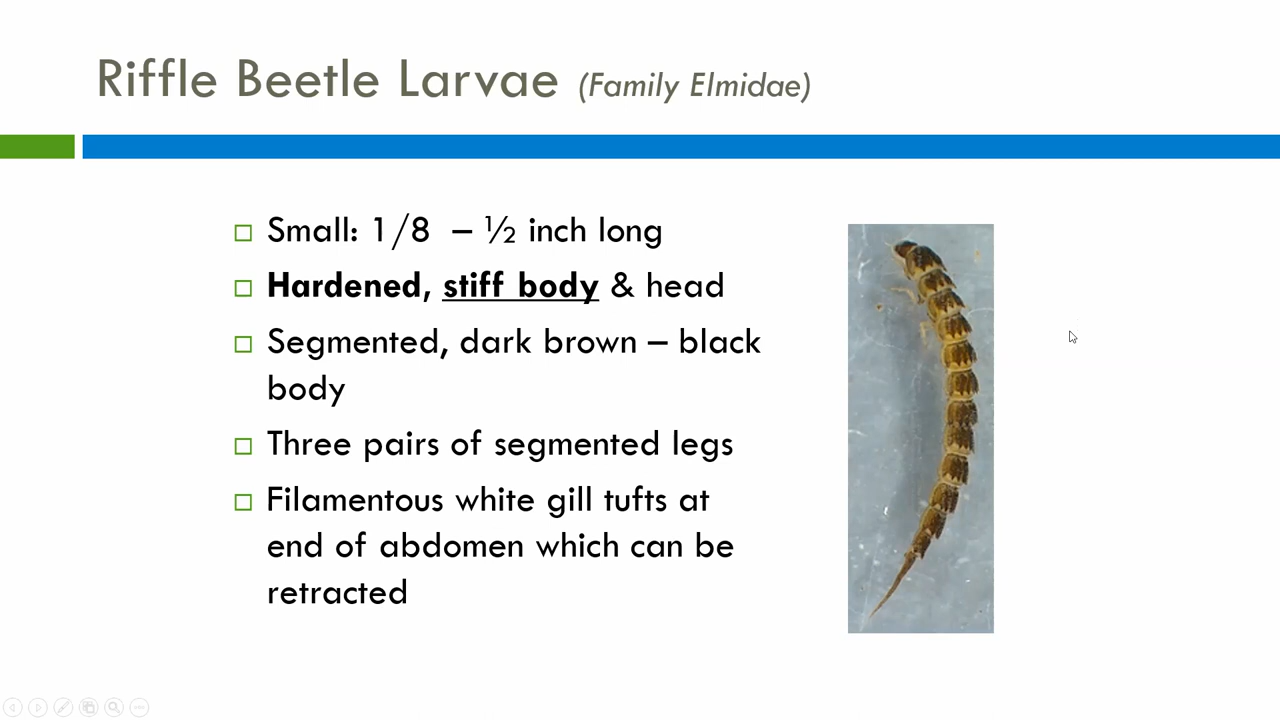 Riffle Beetle Larvae (Family Elmidae)
Small: 1/8 – ½ inch long
Hardened, stiff body & head
Segmented, dark brown – black
body
Three pairs of segmented legs
Filamentous white gill tufts at
end of abdomen which can be
retracted